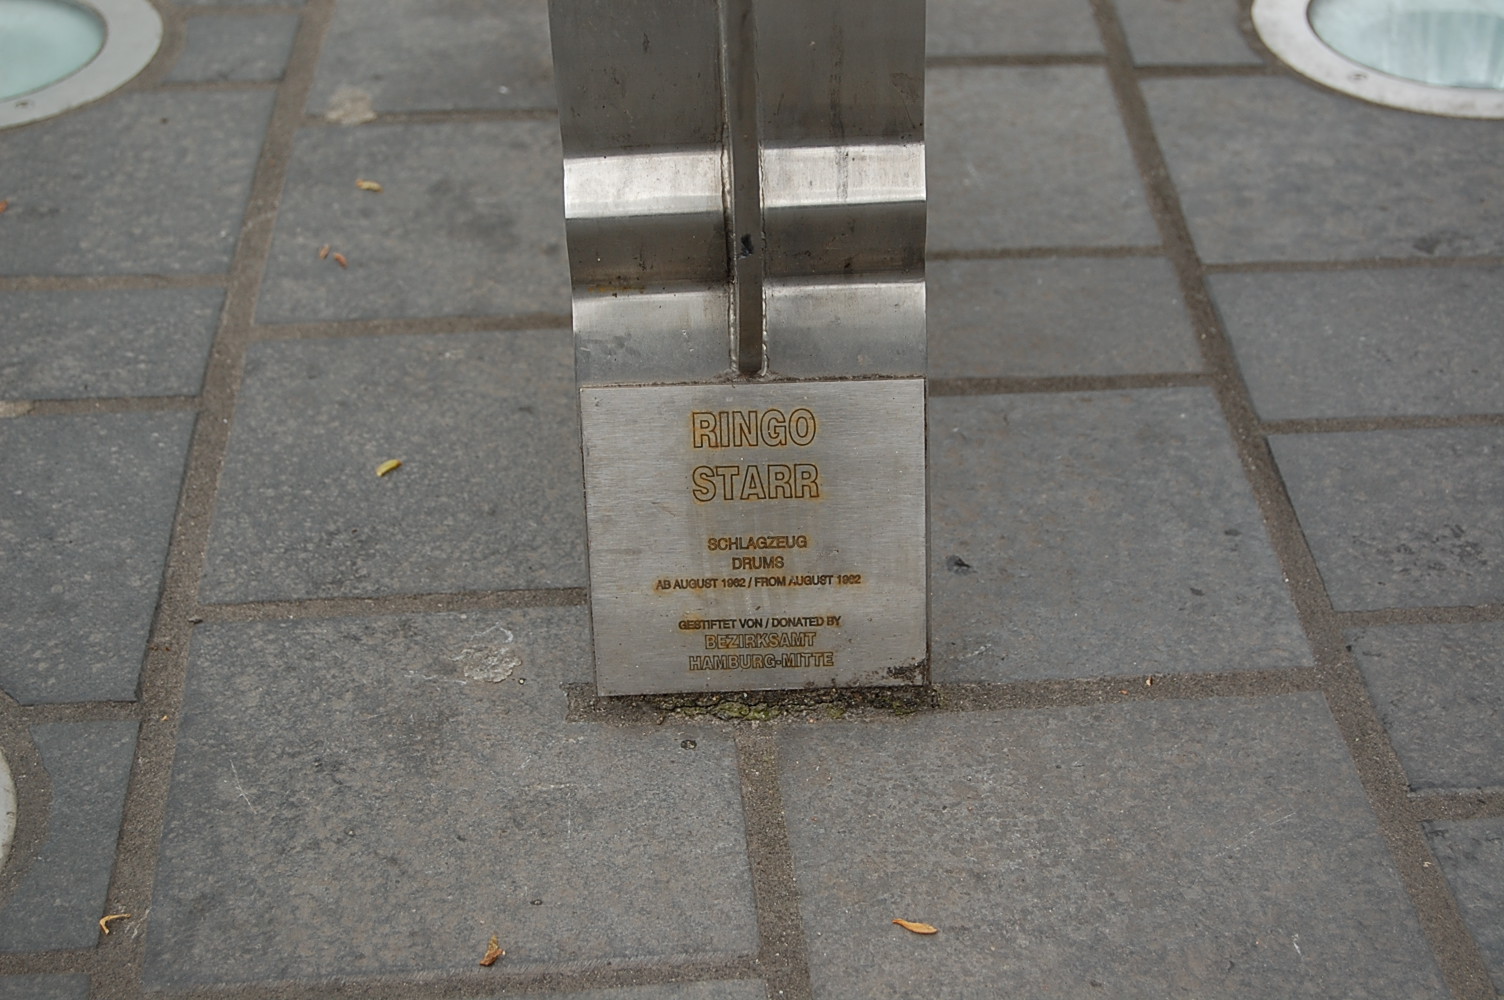 RINGO
STARR
SCHLAGZEUG
DRUMS
AB AUGUST 1962 / FROM AUGUST 1962
GESTIFTET VON / DONATED BY
BEZIRKSAMT
HAMBURG-MITTE